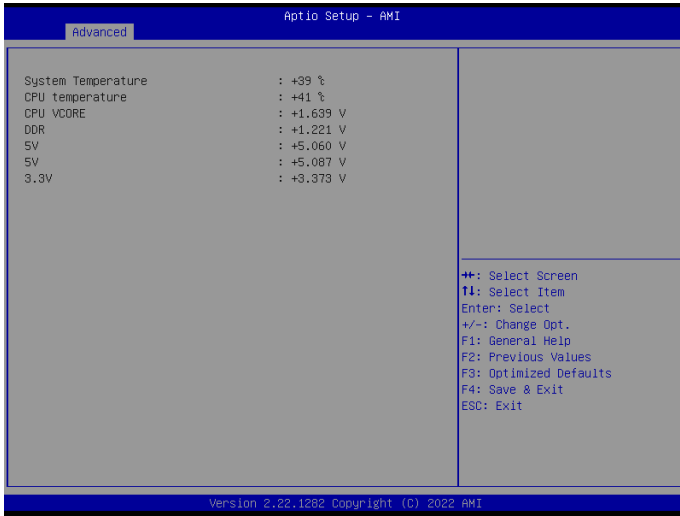 Aptio Setup - AMI
Advanced
System Temperature : +39 %
CPU temperature : +41 %
CPU VCORE : +1.639 V
DDR : +1.221 V
5V : +5.060 V
5V : +5.087 V
3.3V : +3.373 V
→←: Select Screen
↑↓: Select Item
Enter: Select
+/-: Change Opt.
F1: General Help
F2: Previous Values
F3: Optimized Defaults
F4: Save & Exit
ESC: Exit
Version 2.22.1282 Copyright (C) 2022 AMI